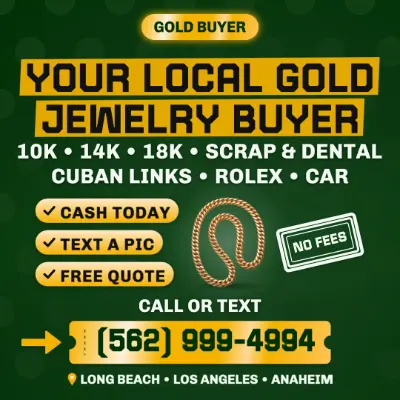 GOLD BUYER
YOUR LOCAL GOLD
JEWELRY BUYER
10K • 14K • 18K • SCRAP & DENTAL
CUBAN LINKS • ROLEX • CAR
✓ CASH TODAY
✓ TEXT A PIC
✓ FREE QUOTE
NO FEES
CALL OR TEXT
(562) 999-4994
LONG BEACH • LOS ANGELES • ANAHEIM